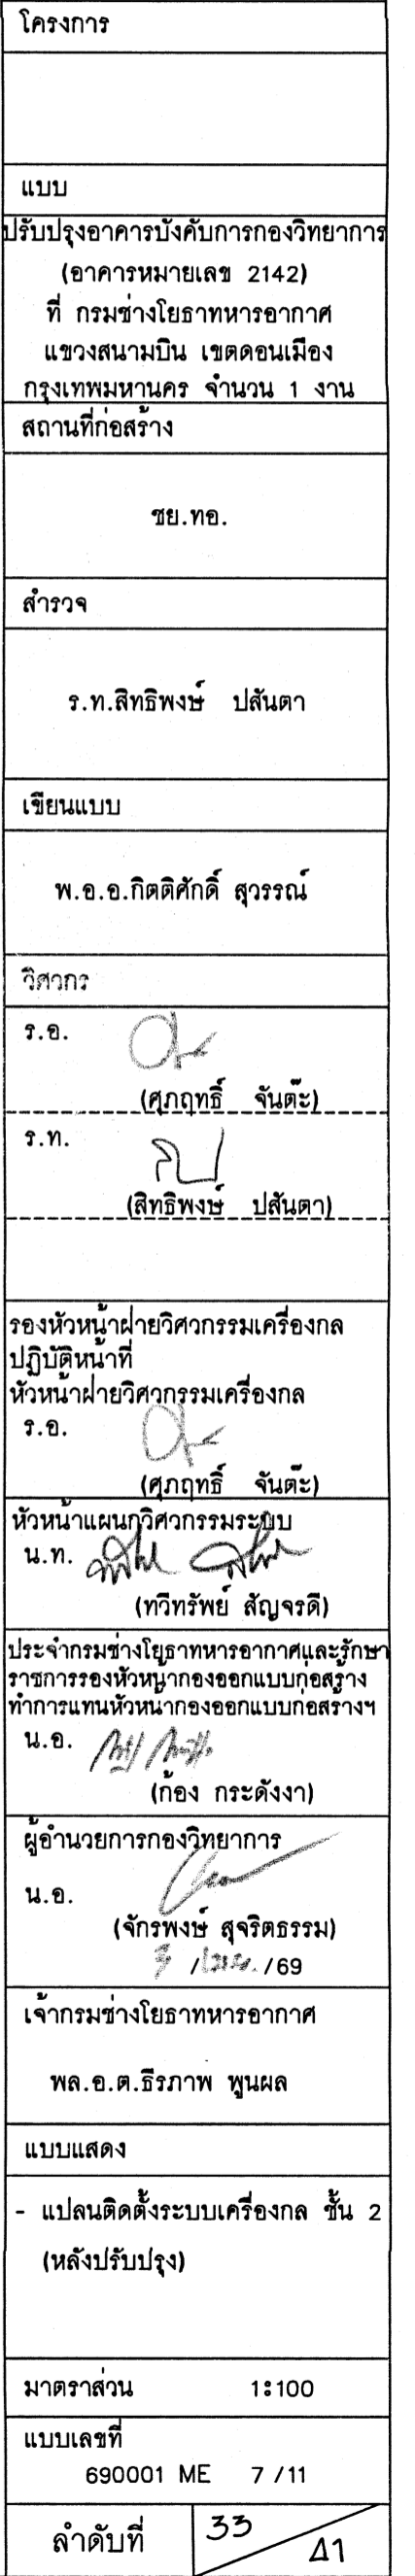 โครงการ
แบบ
ปรับปรุงอาคารบังคับการกองวิทยาการ
(อาคารหมายเลข 2142)
ที่ กรมช่างโยธาทหารอากาศ
แขวงสนามบิน เขตดอนเมือง
กรุงเทพมหานคร จำนวน 1 งาน
สถานที่ก่อสร้าง
ชย.ทอ.
สำรวจ
ร.ท.สิทธิพงษ์ ปสันตา
เขียนแบบ
พ.อ.อ.กิตติศักดิ์ สุวรรณ์
วิศวกร
ร.อ.
(ศุภฤทธิ์ จันต๊ะ)
ร.ท.
(สิทธิพงษ์ ปสันตา)
รองหัวหน้าฝ่ายวิศวกรรมเครื่องกล
ปฏิบัติหน้าที่
หัวหน้าฝ่ายวิศวกรรมเครื่องกล
ร.อ.
(ศุภฤทธิ์ จันต๊ะ)
หัวหน้าแผนกวิศวกรรมระบบ
น.ท.
(ทวีทรัพย์ สัญจรดี)
ประจำกรมช่างโยธาทหารอากาศและรักษา
ราชการรองหัวหน้ากองออกแบบก่อสร้าง
ทำการแทนหัวหน้ากองออกแบบก่อสร้างฯ
น.อ.
(ก้อง กระดังงา)
ผู้อำนวยการกองวิทยาการ
น.อ.
(จักรพงษ์ สุจริตธรรม)
/ /69
เจ้ากรมช่างโยธาทหารอากาศ
พล.อ.ต.ธีรภาพ พูนผล
แบบแสดง
- แปลนติดตั้งระบบเครื่องกล ชั้น 2
(หลังปรับปรุง)
มาตราส่วน 1:100
แบบเลขที่
690001 ME 7 /11
ลำดับที่ 33 / 41